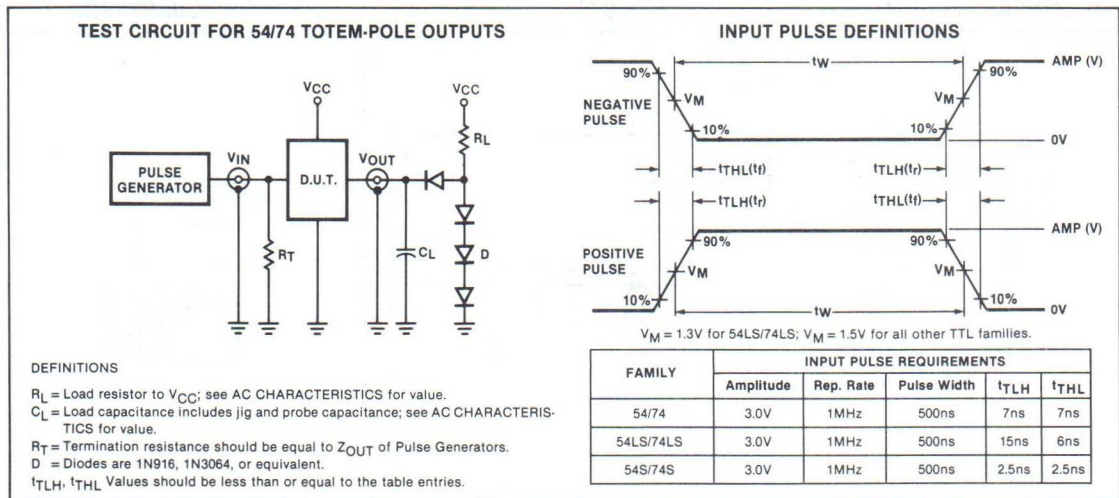 TEST CIRCUIT FOR 54/74 TOTEM-POLE OUTPUTS
VCC
VCC
RL
VIN
VOUT
PULSE
GENERATOR
D.U.T.
RT
CL
D
DEFINITIONS
RL = Load resistor to VCC; see AC CHARACTERISTICS for value.
CL = Load capacitance includes jig and probe capacitance; see AC CHARACTERIS-
TICS for value.
RT = Termination resistance should be equal to ZOUT of Pulse Generators.
D = Diodes are 1N916, 1N3064, or equivalent.
tTLH, tTHL Values should be less than or equal to the table entries.
INPUT PULSE DEFINITIONS
90%
tW
90%
AMP (V)
NEGATIVE
PULSE
VM
VM
10%
10%
0V
tTHL(tf)
tTLH(tr)
tTLH(tr)
tTHL(tf)
AMP (V)
90%
90%
POSITIVE
PULSE
VM
VM
10%
10%
tW
0V
VM = 1.3V for 54LS/74LS; VM = 1.5V for all other TTL families.
FAMILY INPUT PULSE REQUIREMENTS
Amplitude Rep. Rate Pulse Width tTLH tTHL
54/74 3.0V 1MHz 500ns 7ns 7ns
54LS/74LS 3.0V 1MHz 500ns 15ns 6ns
54S/74S 3.0V 1MHz 500ns 2.5ns 2.5ns